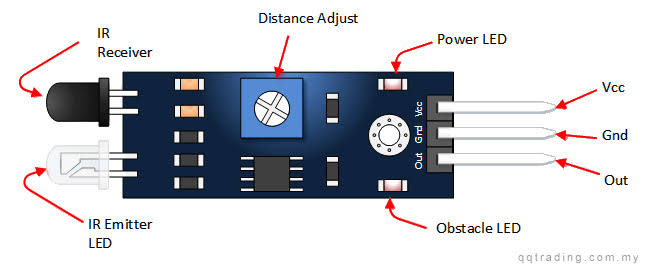 Distance Adjust
IR
Receiver
Power LED
Vcc
Vcc
Gnd
Gnd
Out
Out
IR Emitter
LED
Obstacle LED
qqtrading.com.my